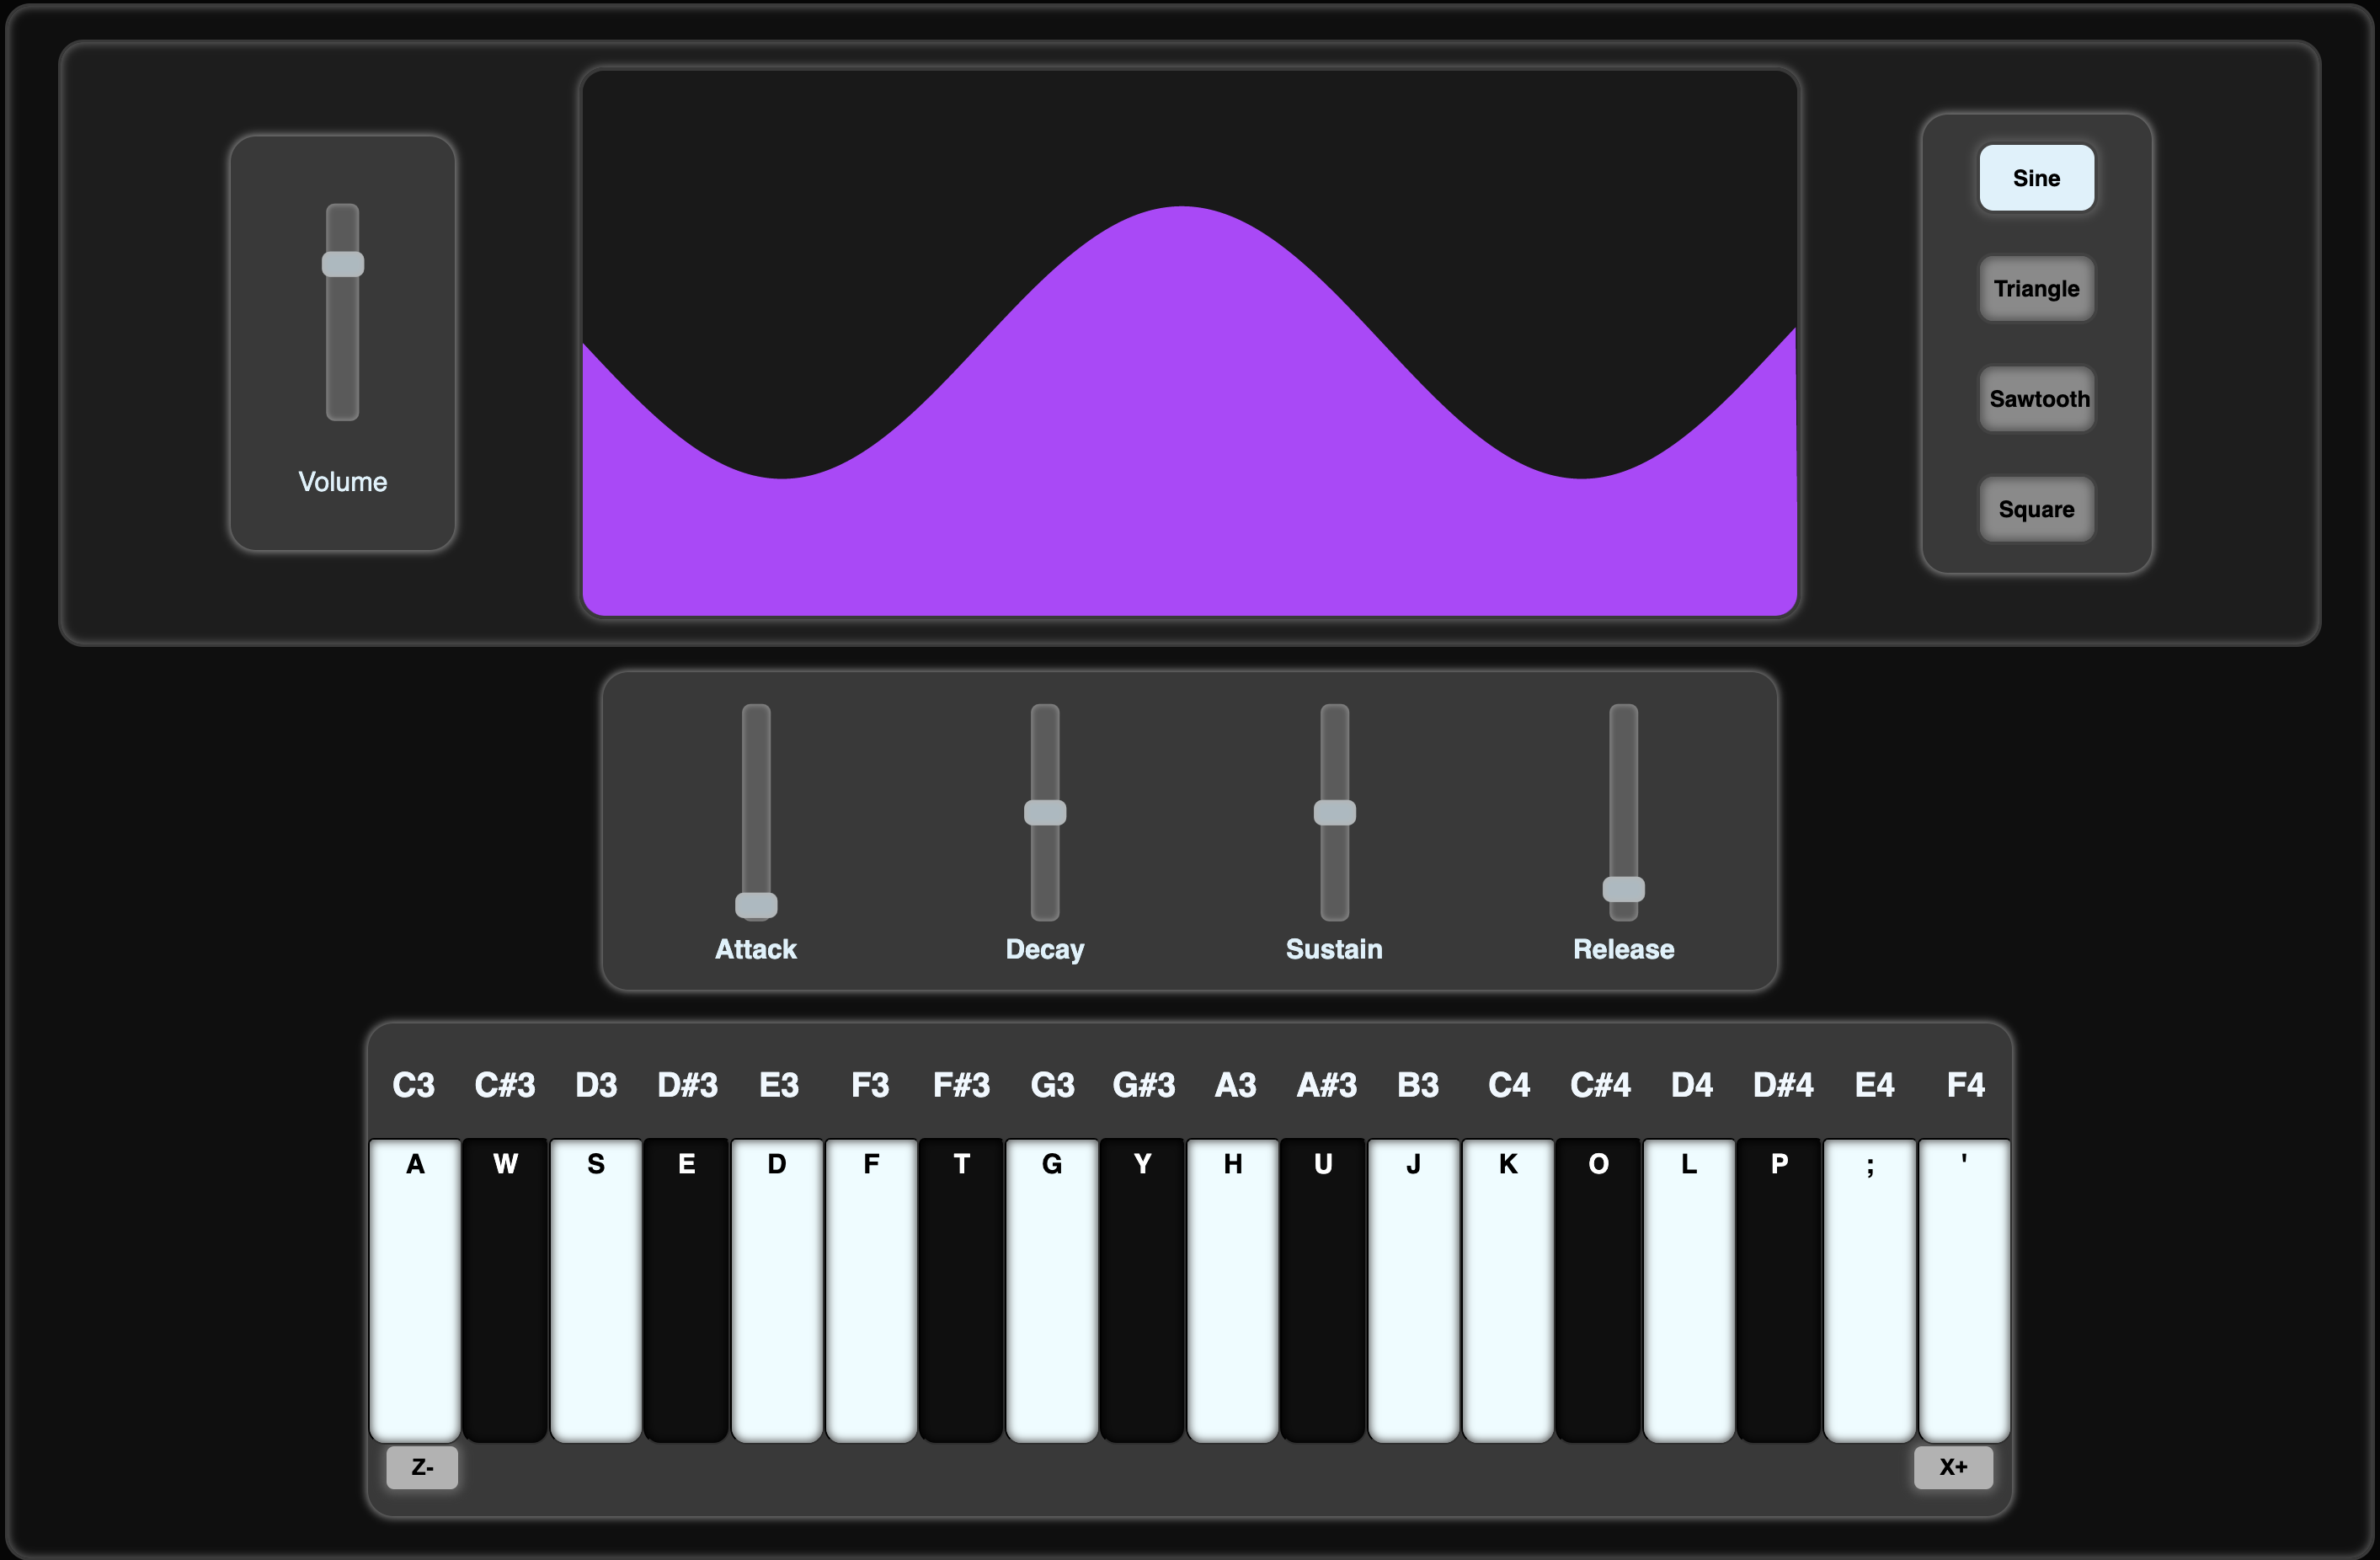 Volume
Sine
Triangle
Sawtooth
Square
Attack Decay Sustain Release
C3 C#3 D3 D#3 E3 F3 F#3 G3 G#3 A3 A#3 B3 C4 C#4 D4 D#4 E4 F4
A W S E D F T G Y H U J K O L P ; '
Z- X+